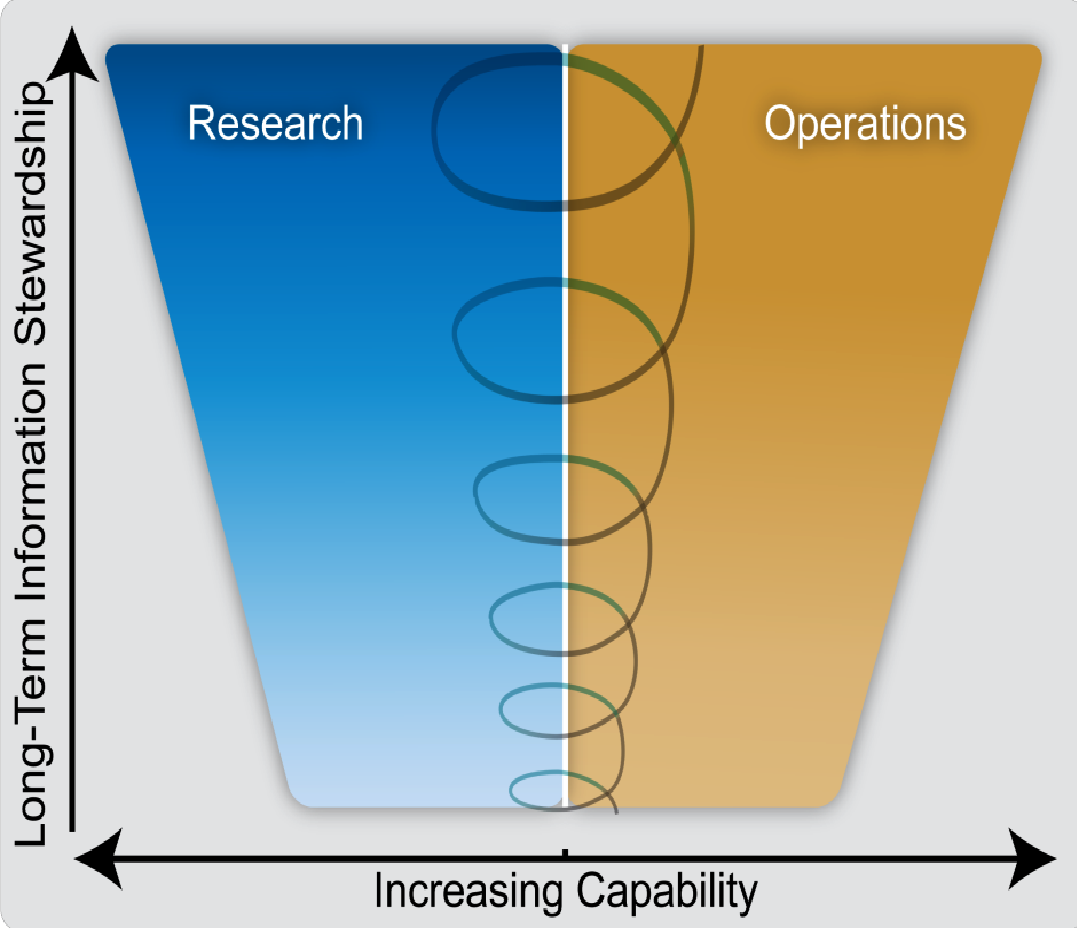 Long-Term Information Stewardship
Research
Operations
Increasing Capability